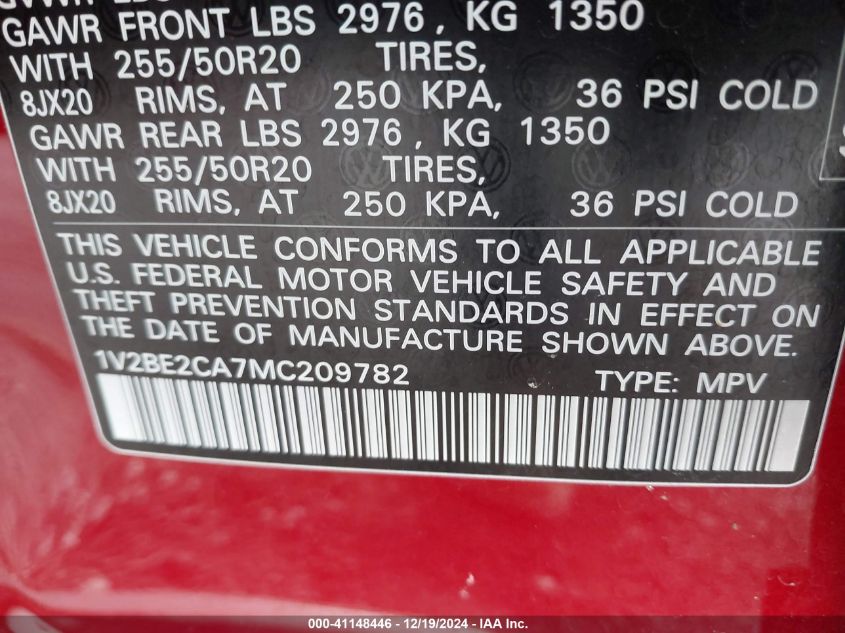 GAWR FRONT LBS 2976, KG 1350
WITH 255/50R20 TIRES,
8JX20 RIMS, AT 250 KPA, 36 PSI COLD
GAWR REAR LBS 2976, KG 1350
WITH 255/50R20 TIRES,
8JX20 RIMS, AT 250 KPA, 36 PSI COLD
THIS VEHICLE CONFORMS TO ALL APPLICABLE
U.S. FEDERAL MOTOR VEHICLE SAFETY AND
THEFT PREVENTION STANDARDS IN EFFECT ON
THE DATE OF MANUFACTURE SHOWN ABOVE.
1V2BE2CA7MC209782 TYPE: MPV
000-41148446 - 12/19/2024 - IAA Inc.